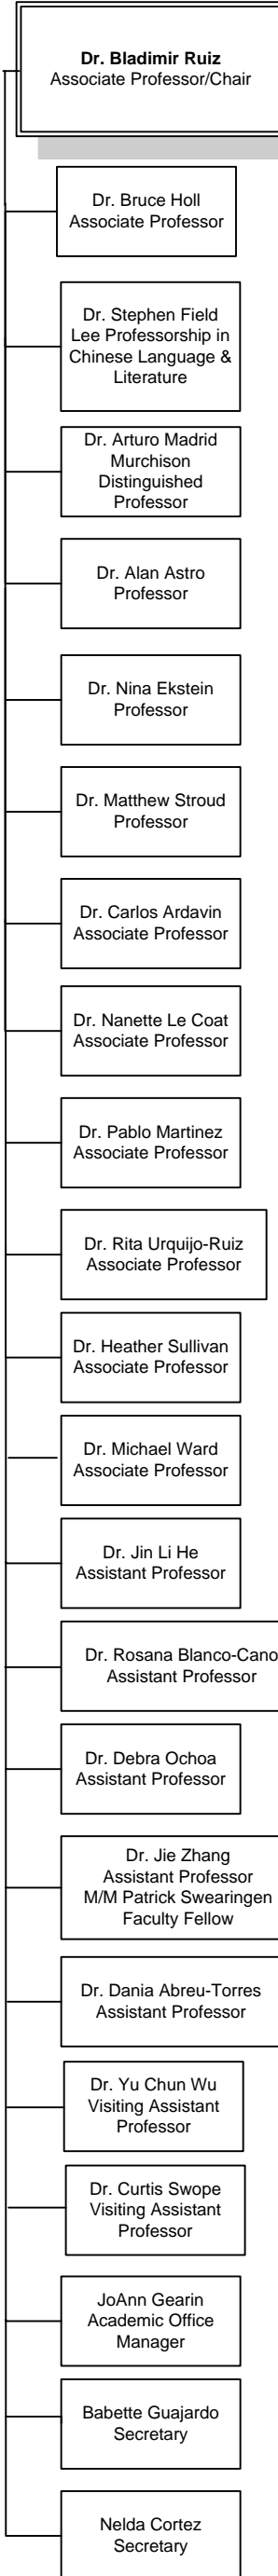 Dr. Bladimir Ruiz
Associate Professor/Chair
Dr. Bruce Holl
Associate Professor
Dr. Stephen Field
Lee Professorship in
Chinese Language &
Literature
Dr. Arturo Madrid
Murchison
Distinguished
Professor
Dr. Alan Astro
Professor
Dr. Nina Ekstein
Professor
Dr. Matthew Stroud
Professor
Dr. Carlos Ardavin
Associate Professor
Dr. Nanette Le Coat
Associate Professor
Dr. Pablo Martinez
Associate Professor
Dr. Rita Urquijo-Ruiz
Associate Professor
Dr. Heather Sullivan
Associate Professor
Dr. Michael Ward
Associate Professor
Dr. Jin Li He
Assistant Professor
Dr. Rosana Blanco-Cano
Assistant Professor
Dr. Debra Ochoa
Assistant Professor
Dr. Jie Zhang
Assistant Professor
M/M Patrick Swearingen
Faculty Fellow
Dr. Dania Abreu-Torres
Assistant Professor
Dr. Yu Chun Wu
Visiting Assistant
Professor
Dr. Curtis Swope
Visiting Assistant
Professor
JoAnn Gearin
Academic Office
Manager
Babette Guajardo
Secretary
Nelda Cortez
Secretary